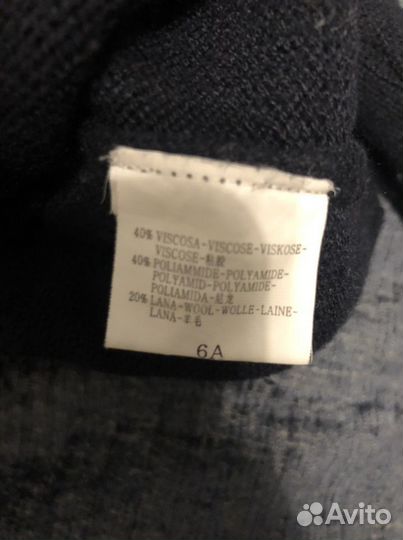 40% VISCOSA-VISCOSE-VISKOSE-
VISCOSE-粘胶
40% POLIAMMIDE-POLYAMIDE-
POLYAMID-POLYAMIDE-
POLIAMIDA-尼龙
20% LANA-WOOL-WOLLE-LAINE-
LANA-羊毛
6A
Avito